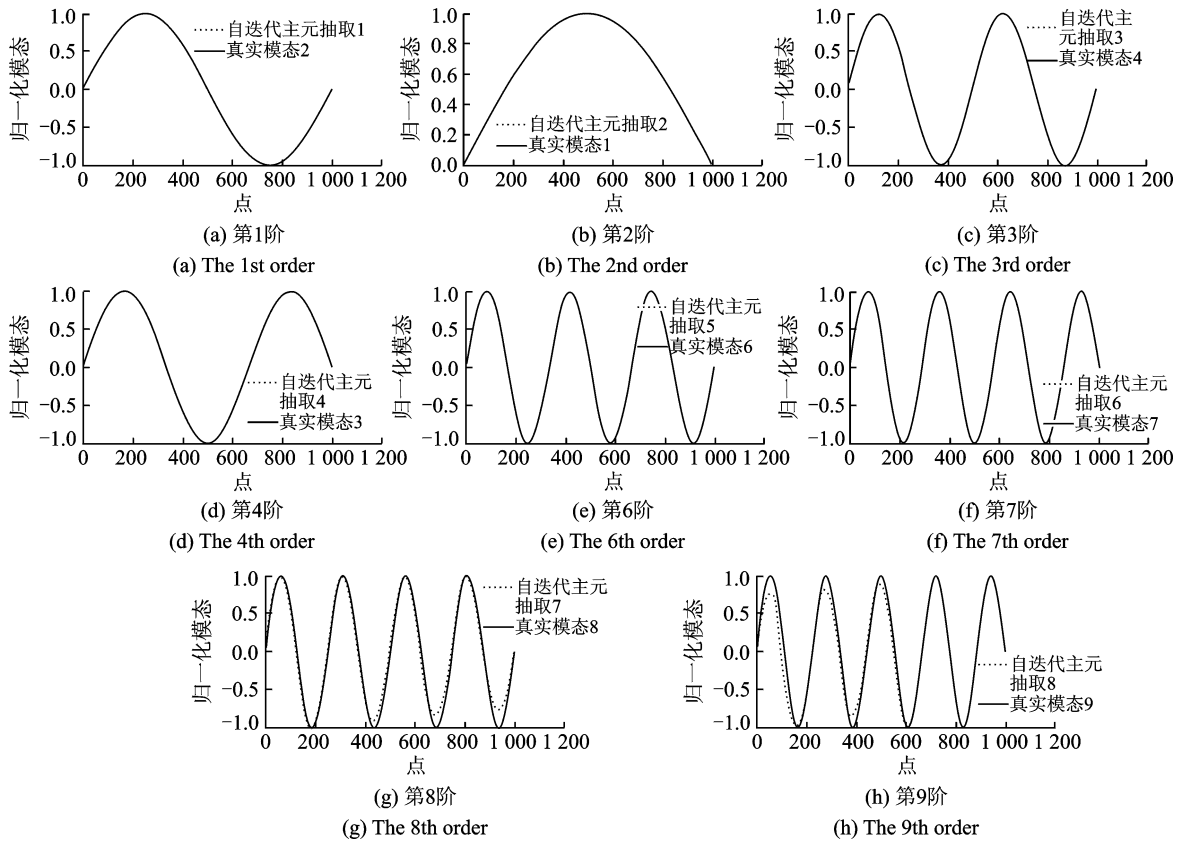 归一化模态
1.0
0.5
0.0
−0.5
−1.0
自迭代主元抽取1
真实模态2
0 200 400 600 800 1 000 1 200
点
(a) 第1阶
(a) The 1st order
归一化模态
1.0
0.8
0.6
0.4
0.2
0.0
自迭代主元抽取2
真实模态1
0 200 400 600 800 1 000 1 200
点
(b) 第2阶
(b) The 2nd order
归一化模态
1.0
0.5
0.0
−0.5
−1.0
自迭代主
元抽取3
真实模态4
0 200 400 600 800 1 000 1 200
点
(c) 第3阶
(c) The 3rd order
归一化模态
1.0
0.5
0.0
−0.5
−1.0
自迭代主元
抽取4
真实模态3
0 200 400 600 800 1 000 1 200
点
(d) 第4阶
(d) The 4th order
归一化模态
1.0
0.5
0.0
−0.5
−1.0
自迭代主元
抽取5
真实模态6
0 200 400 600 800 1 000 1 200
点
(e) 第6阶
(e) The 6th order
归一化模态
1.0
0.5
0.0
−0.5
−1.0
自迭代主元
抽取6
真实模态7
0 200 400 600 800 1 000 1 200
点
(f) 第7阶
(f) The 7th order
归一化模态
1.0
0.5
0.0
−0.5
−1.0
自迭代主元
抽取7
真实模态8
0 200 400 600 800 1 000 1 200
点
(g) 第8阶
(g) The 8th order
归一化模态
1.0
0.5
0.0
−0.5
−1.0
自迭代主元
抽取8
真实模态9
0 200 400 600 800 1 000 1 200
点
(h) 第9阶
(h) The 9th order